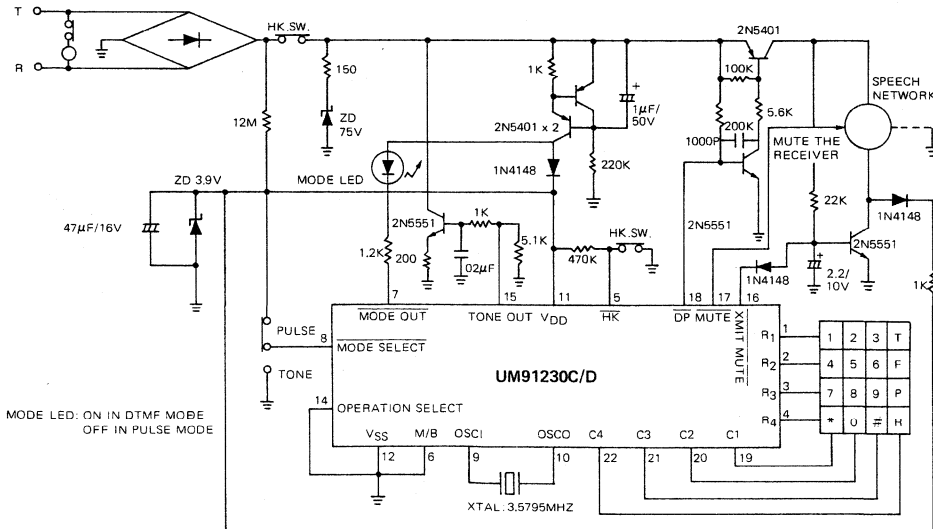 T
R
HK.SW.
150
ZD
75V
12M
1K
2N5401 x 2
+
1μF/
50V
220K
1N4148
MODE LED
2N5401
100K
200K
5.6K
1000P
2N5551
SPEECH
NETWORK
MUTE THE
RECEIVER
22K
1N4148
2N5551
1N4148
+
2.2/
10V
1K
ZD 3.9V
47μF/16V
1.2K
2N5551
200
1K
.02μF
5.1K
HK.SW.
470K
7
15
11
5
18
17
16
MODE OUT
TONE OUT
VDD
HK
DP
MUTE
XMIT MUTE
PULSE
8
MODE SELECT
TONE
UM91230C/D
14
OPERATION SELECT
MODE LED: ON IN DTMF MODE
OFF IN PULSE MODE
R1
1
R2
2
R3
3
R4
4
1 2 3 T
4 5 6 F
7 8 9 P
* 0 # R
VSS
M/B
OSCI
OSCO
C4
C3
C2
C1
12
6
9
10
22
21
20
19
XTAL: 3.5795MHZ